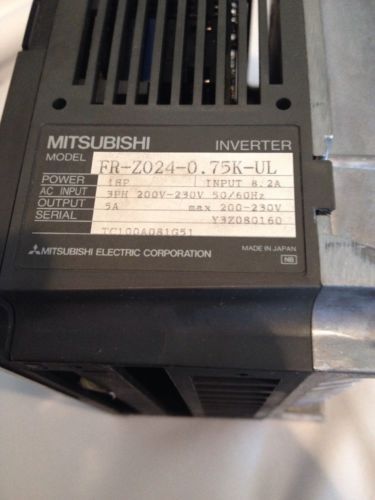 MITSUBISHI INVERTER
MODEL FR-Z024-0.75K-UL
POWER 1HP INPUT 8.2A
AC INPUT 3PH 200V-230V 50/60Hz
OUTPUT 5A max 200-230V
SERIAL Y3Z080160
TC100A081G51
MITSUBISHI ELECTRIC CORPORATION MADE IN JAPAN
NB